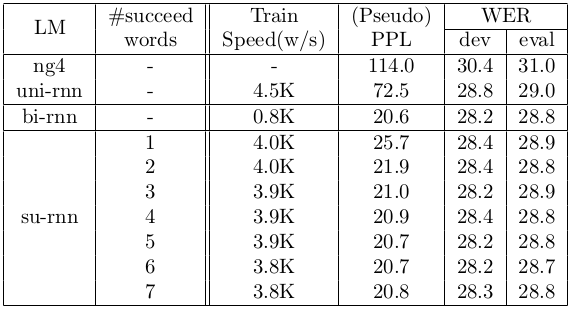 LM #succeed words Train Speed(w/s) (Pseudo) PPL WER
dev eval
ng4 - - 114.0 30.4 31.0
uni-rnn - 4.5K 72.5 28.8 29.0
bi-rnn - 0.8K 20.6 28.2 28.8
su-rnn
1 4.0K 25.7 28.4 28.9
2 4.0K 21.9 28.4 28.8
3 3.9K 21.0 28.2 28.9
4 3.9K 20.9 28.4 28.8
5 3.9K 20.7 28.2 28.8
6 3.8K 20.7 28.2 28.7
7 3.8K 20.8 28.3 28.8